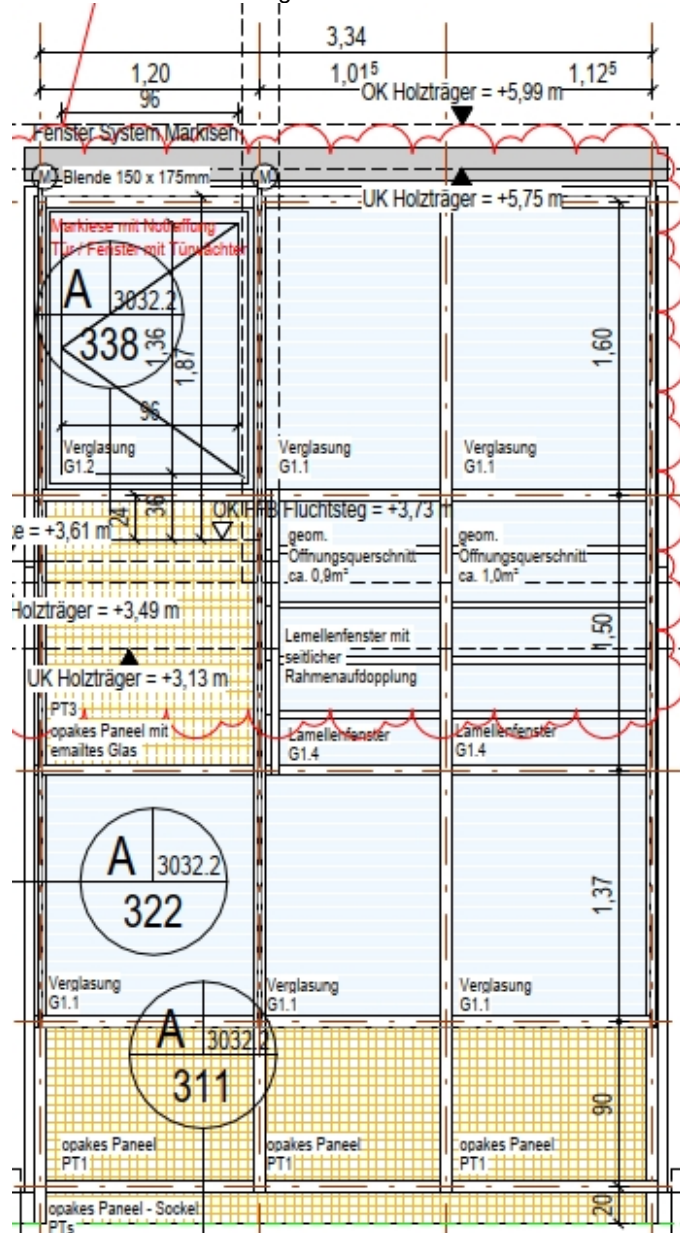 3,34
1,20
1,01⁵
1,12⁵
96
OK Holzträger = +5,99 m
Fenster System Markisen
M
Blende 150 x 175mm
M
UK Holzträger = +5,75 m
Markiese mit Notraffung
Tür / Fenster mit Türwächter
A
3032.2
338
1,36
1,87
1,60
96
Verglasung
G1.2
Verglasung
G1.1
Verglasung
G1.1
24
36
Fluchtsteg = +3,73 m
= +3,61 m
geom.
Öffnungsquerschnitt
ca. 0,9m²
geom.
Öffnungsquerschnitt
ca. 1,0m²
Holzträger = +3,49 m
Lemellenfenster mit
seitlicher
Rahmenaufdopplung
1,50
UK Holzträger = +3,13 m
PT3
opakes Paneel mit
emailtes Glas
Lamellenfenster
G1.4
Lamellenfenster
G1.4
A
3032.2
322
1,37
Verglasung
G1.1
Verglasung
G1.1
Verglasung
G1.1
A
3032.2
311
90
opakes Paneel
PT1
opakes Paneel
PT1
opakes Paneel
PT1
20
opakes Paneel - Sockel
PTs